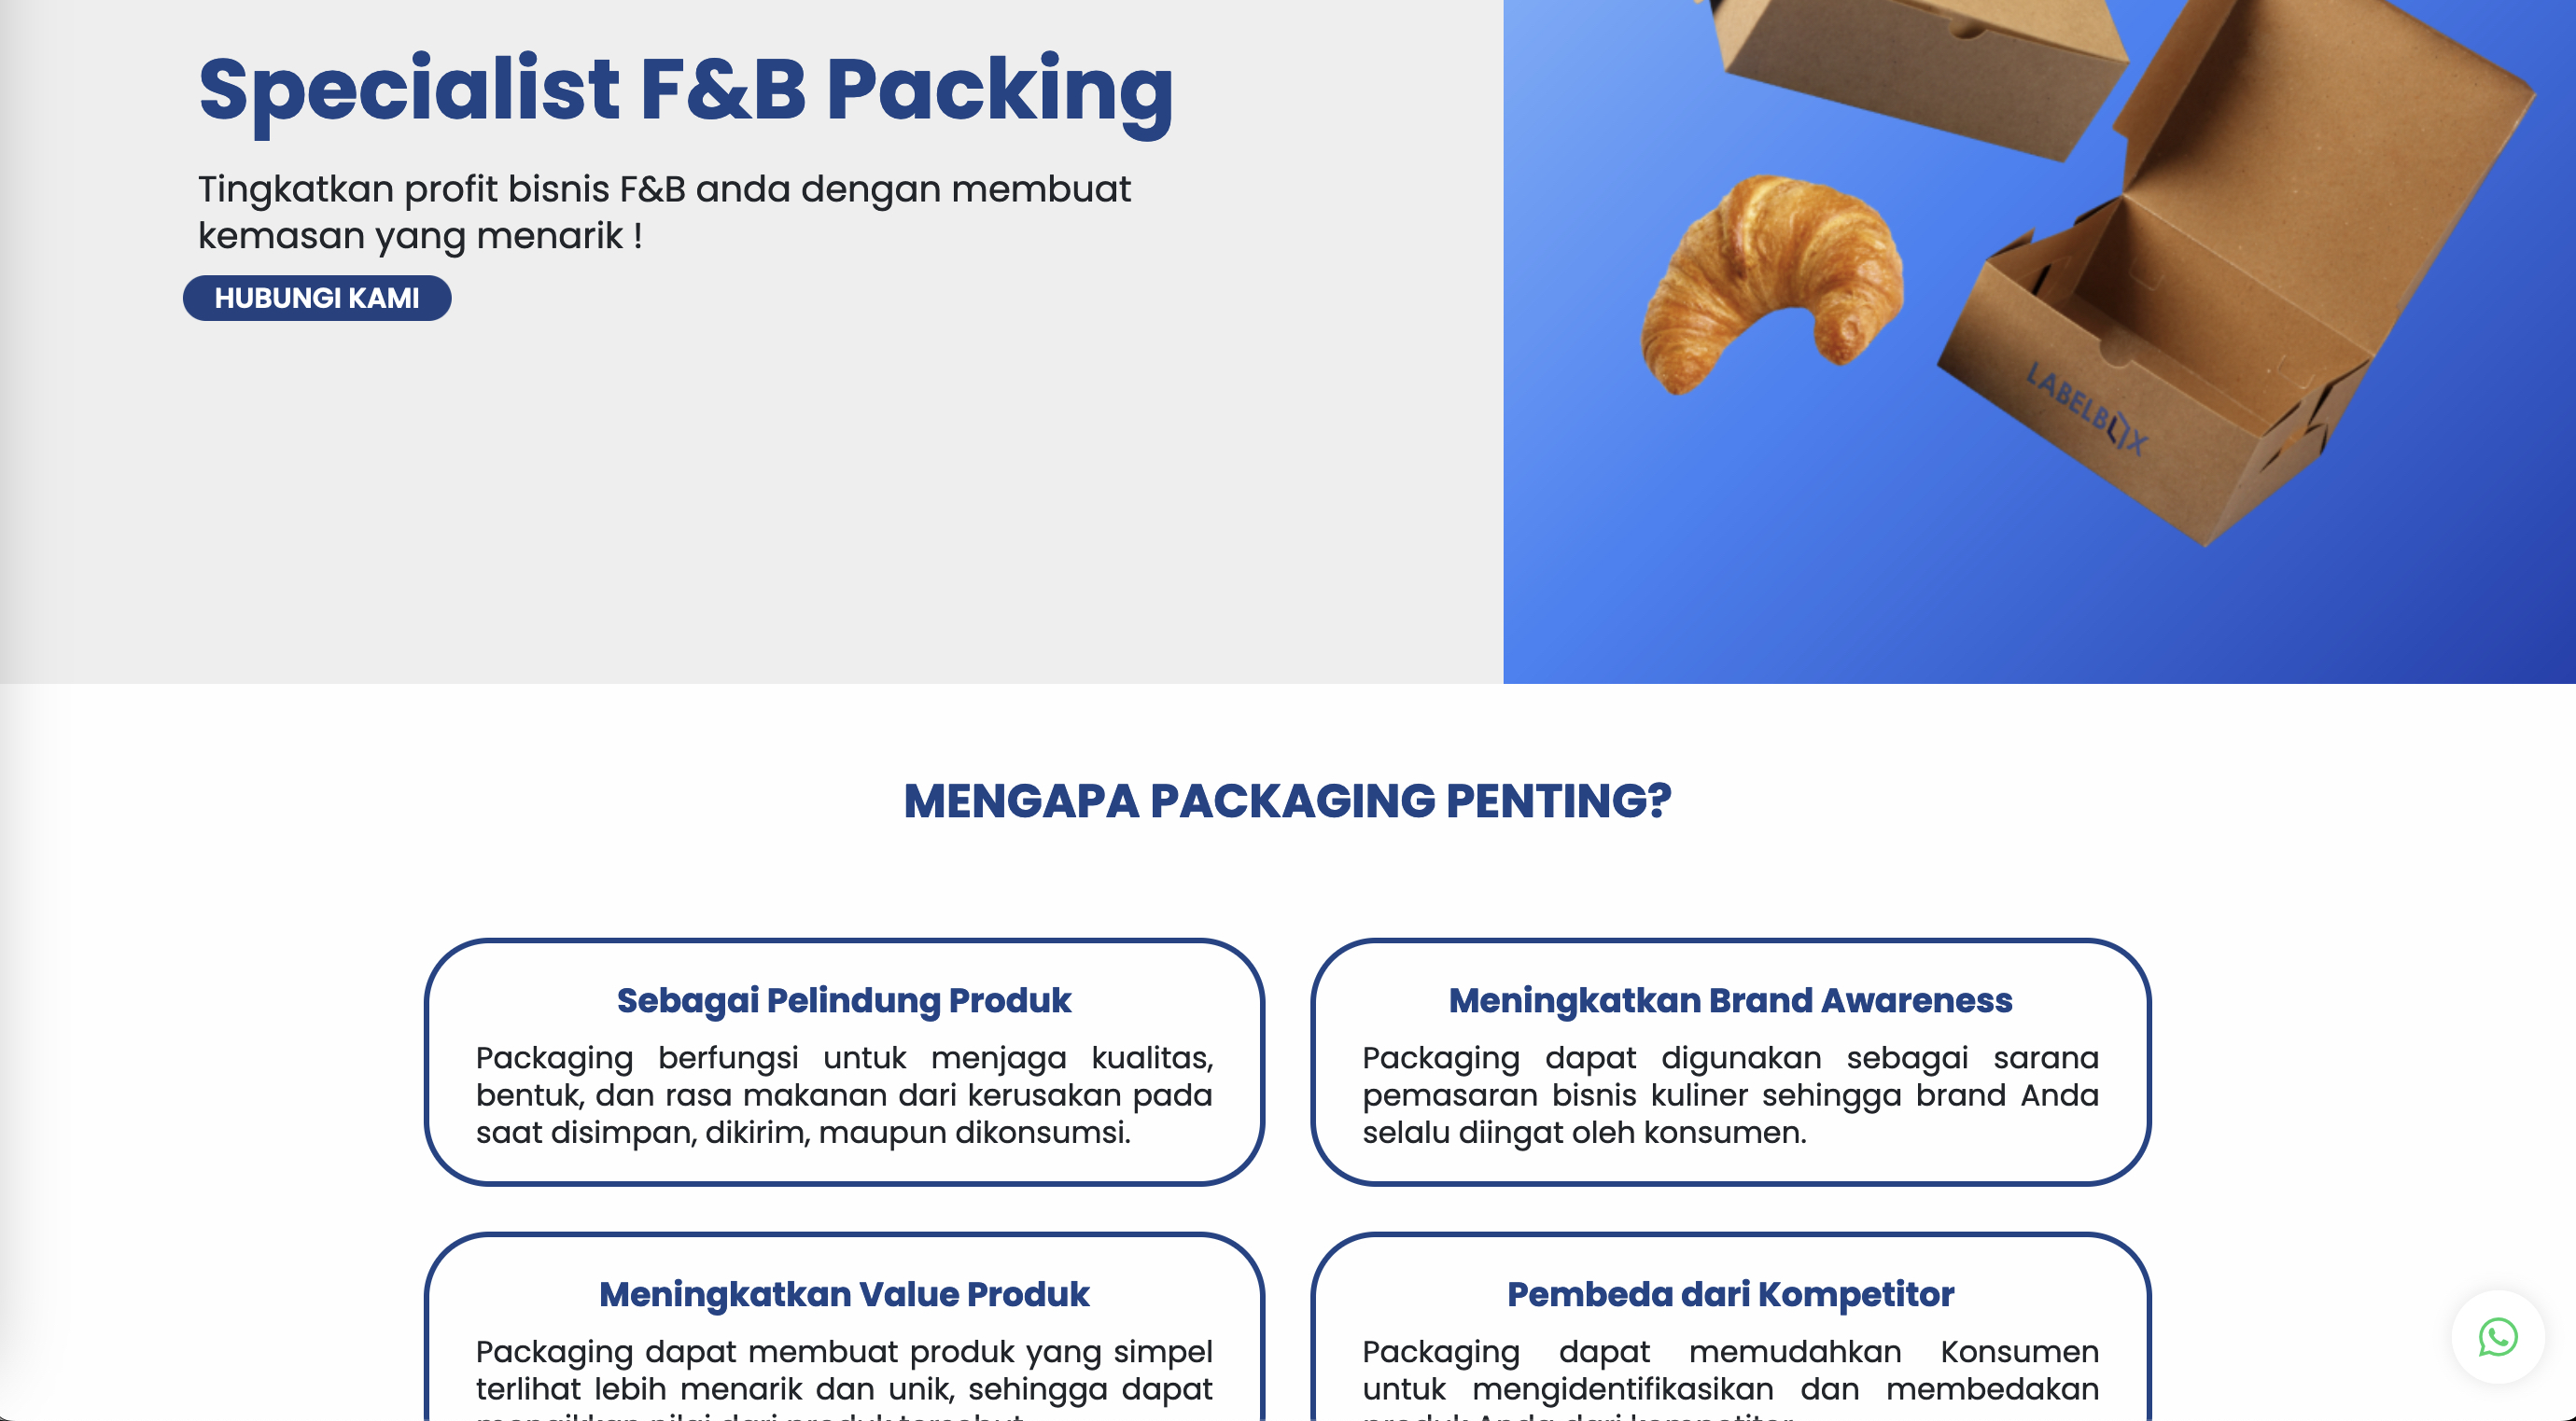 Specialist F&B Packing
Tingkatkan profit bisnis F&B anda dengan membuat
kemasan yang menarik !
HUBUNGI KAMI
LABELBOX
MENGAPA PACKAGING PENTING?
Sebagai Pelindung Produk
Packaging berfungsi untuk menjaga kualitas,
bentuk, dan rasa makanan dari kerusakan pada
saat disimpan, dikirim, maupun dikonsumsi.
Meningkatkan Brand Awareness
Packaging dapat digunakan sebagai sarana
pemasaran bisnis kuliner sehingga brand Anda
selalu diingat oleh konsumen.
Meningkatkan Value Produk
Packaging dapat membuat produk yang simpel
terlihat lebih menarik dan unik, sehingga dapat
Pembeda dari Kompetitor
Packaging dapat memudahkan Konsumen
untuk mengidentifikasikan dan membedakan